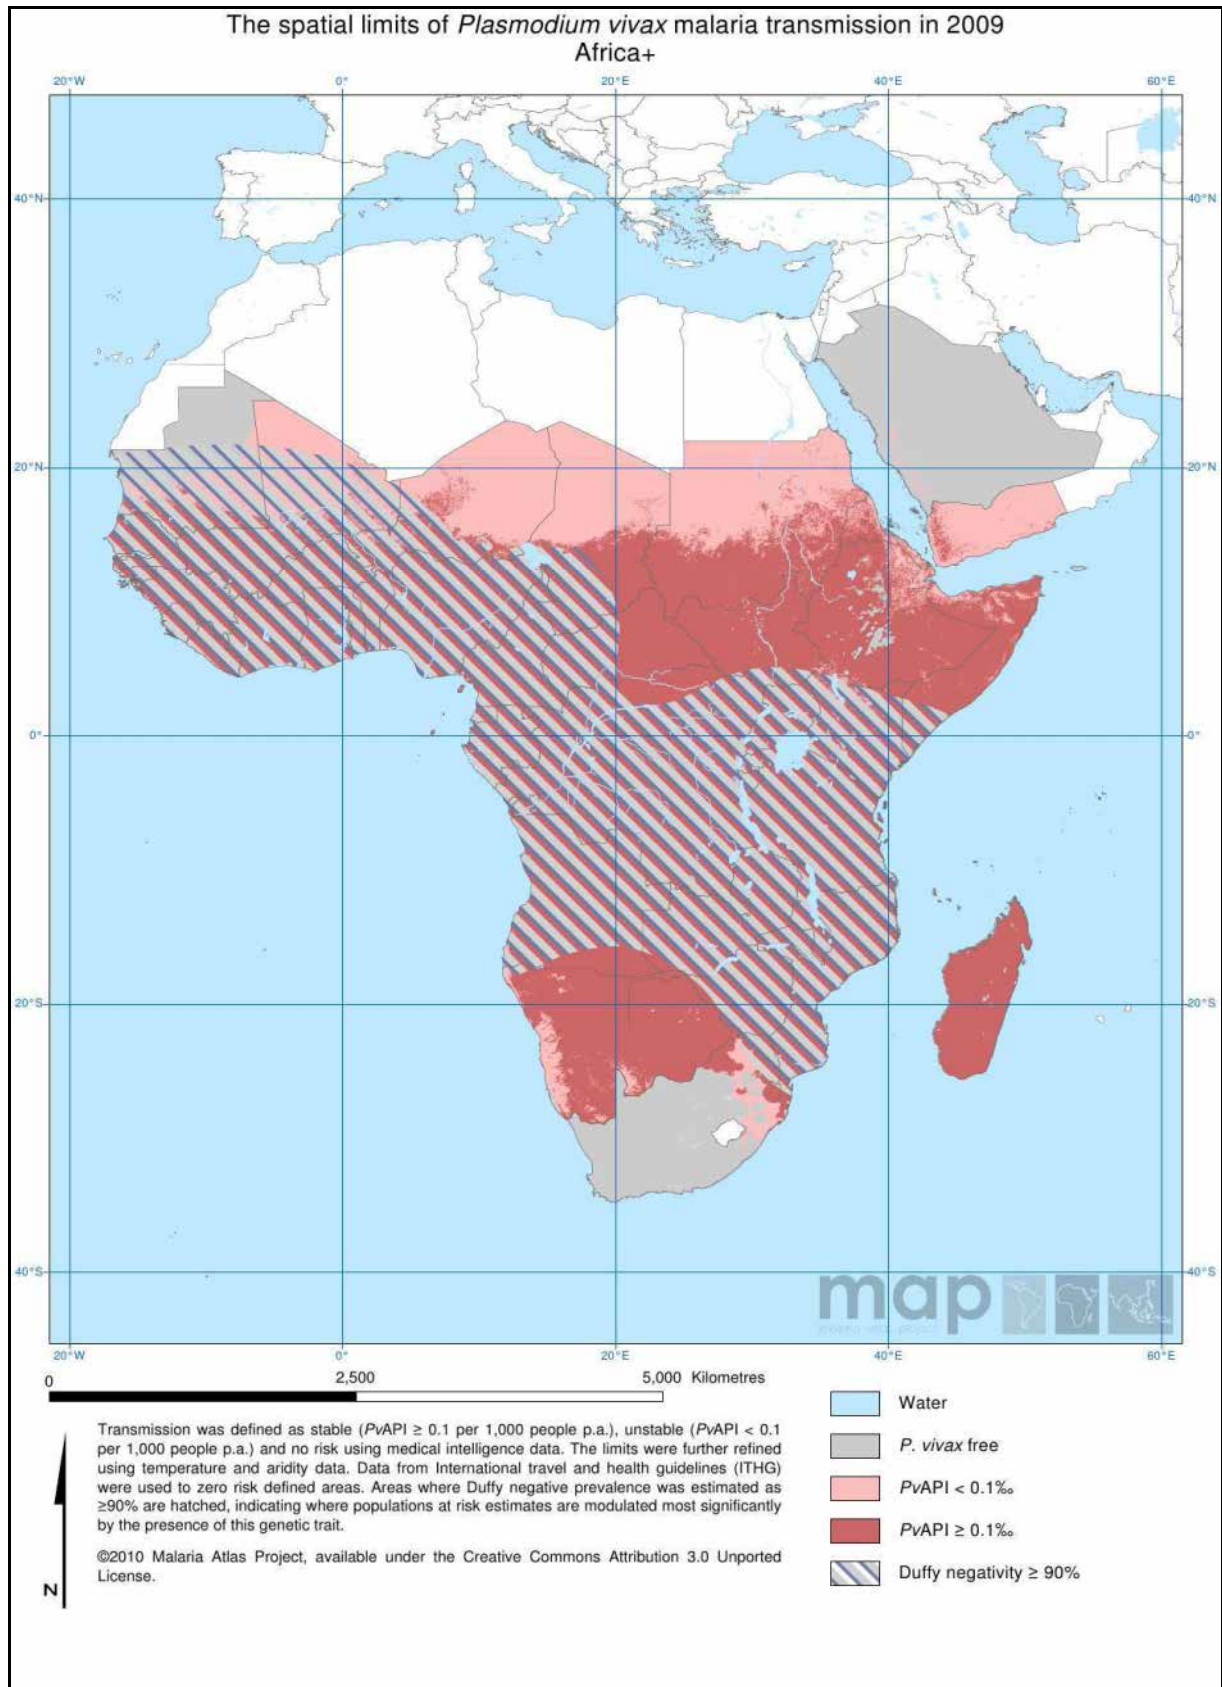 The spatial limits of Plasmodium vivax malaria transmission in 2009
Africa+
20°W 0° 20°E 40°E 60°E
40°N 40°N
20°N 20°N
0° 0°
20°S 20°S
40°S 40°S
map
malaria atlas project
20°W 0° 20°E 40°E 60°E
0 2,500 5,000 Kilometres
Transmission was defined as stable (PvAPI ≥ 0.1 per 1,000 people p.a.), unstable (PvAPI < 0.1
per 1,000 people p.a.) and no risk using medical intelligence data. The limits were further refined
using temperature and aridity data. Data from International travel and health guidelines (ITHG)
were used to zero risk defined areas. Areas where Duffy negative prevalence was estimated as
≥90% are hatched, indicating where populations at risk estimates are modulated most significantly
by the presence of this genetic trait.
©2010 Malaria Atlas Project, available under the Creative Commons Attribution 3.0 Unported
License.
N
Water
P. vivax free
PvAPI < 0.1‰
PvAPI ≥ 0.1‰
Duffy negativity ≥ 90%